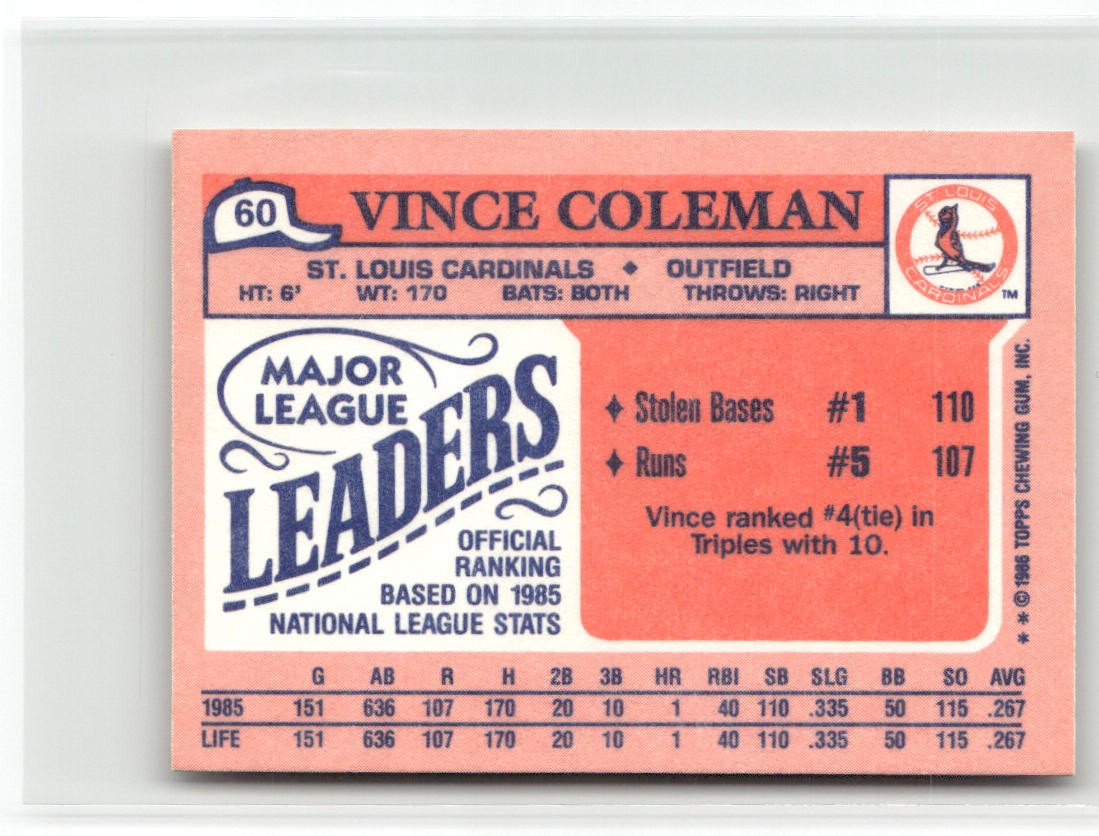 60 VINCE COLEMAN
ST. LOUIS
CARDINALS
TM
ST. LOUIS CARDINALS ♦ OUTFIELD
HT: 6' WT: 170 BATS: BOTH THROWS: RIGHT
MAJOR
LEAGUE
LEADERS
OFFICIAL
RANKING
BASED ON 1985
NATIONAL LEAGUE STATS
♦ Stolen Bases #1 110
♦ Runs #5 107
Vince ranked #4(tie) in
Triples with 10.
* * © 1986 TOPPS CHEWING GUM, INC.
G AB R H 2B 3B HR RBI SB SLG BB SO AVG
1985 151 636 107 170 20 10 1 40 110 .335 50 115 .267
LIFE 151 636 107 170 20 10 1 40 110 .335 50 115 .267